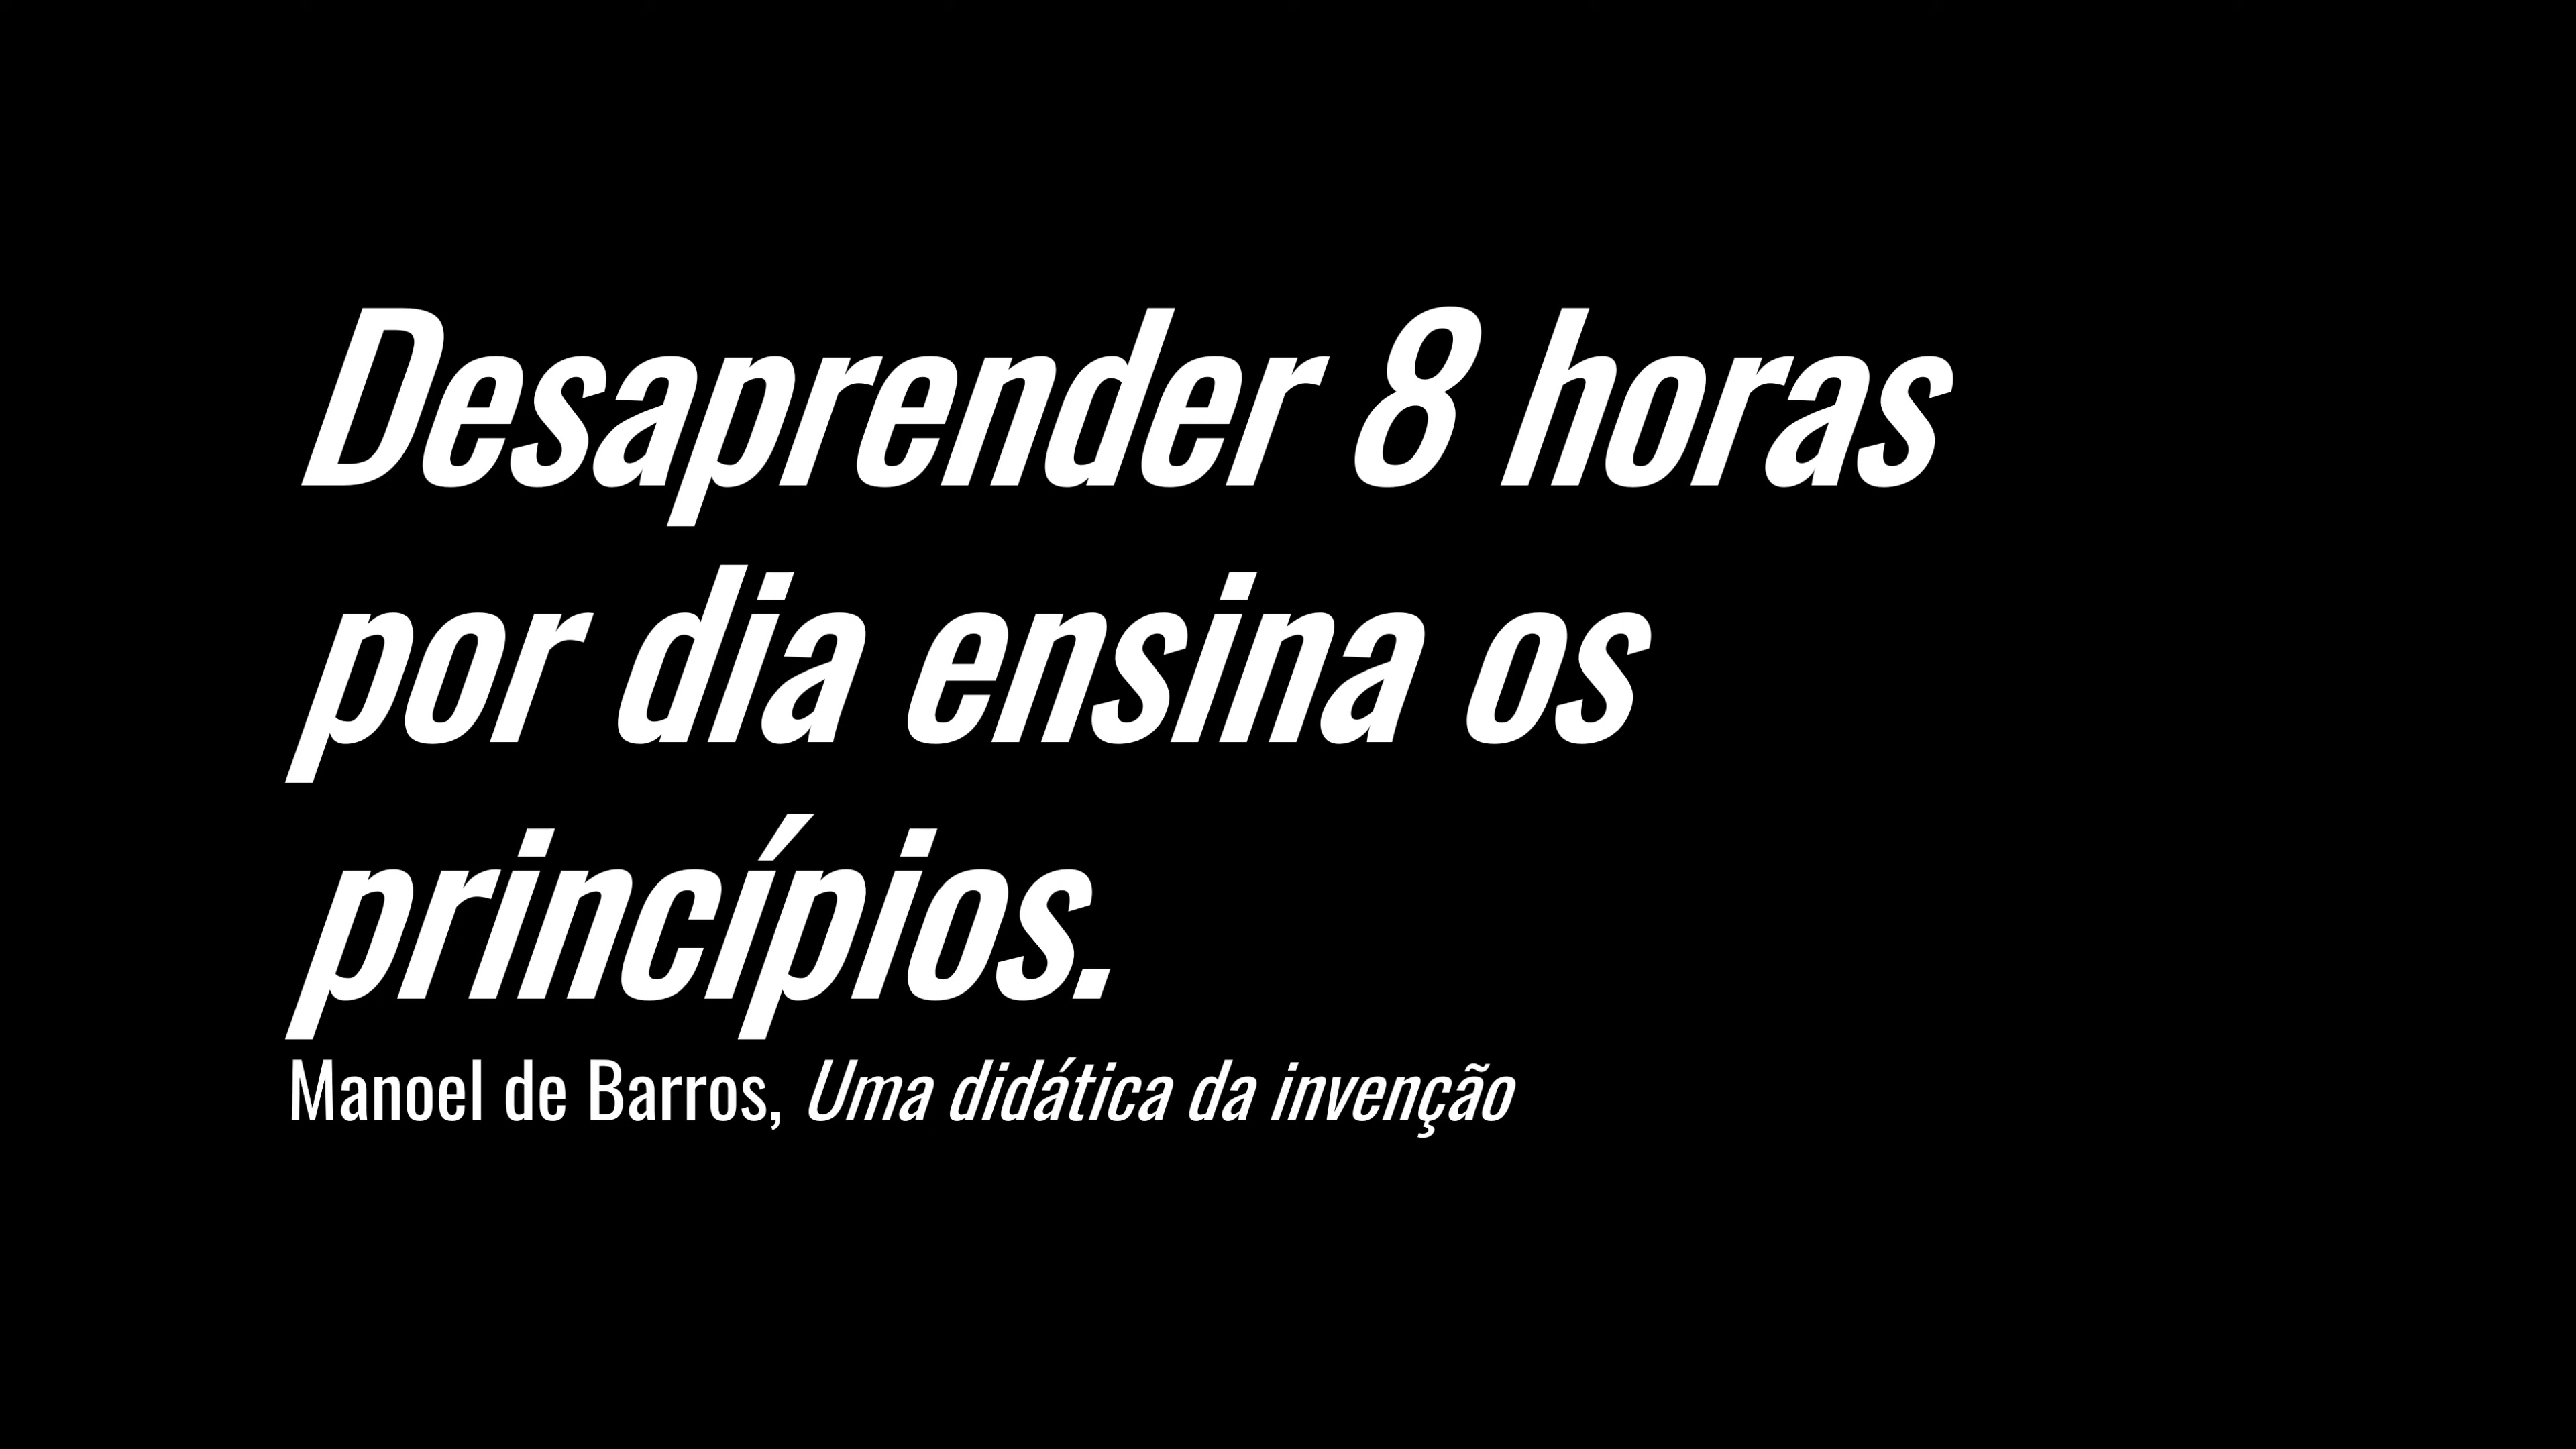 Desaprender 8 horas
por dia ensina os
princípios.
Manoel de Barros, Uma didática da invenção